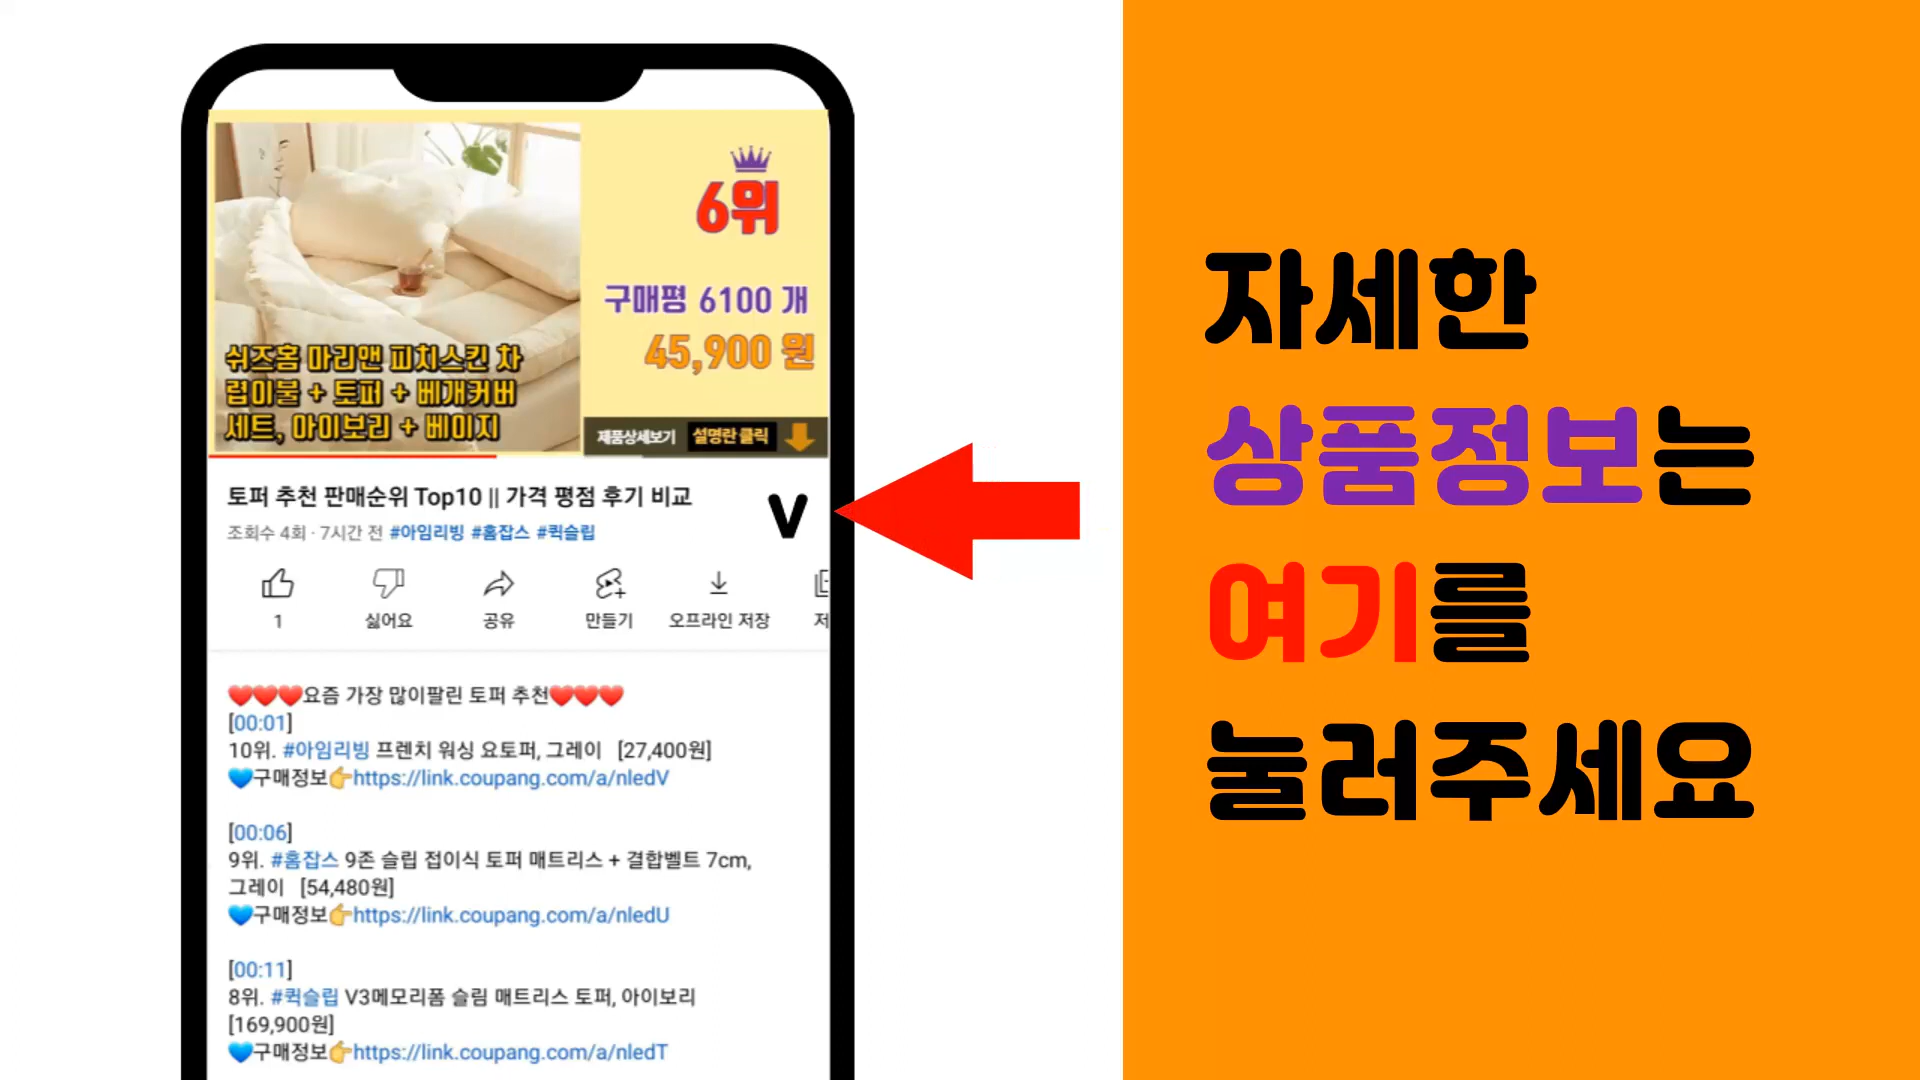 6위
구매평 6100 개
45,900 원
쉬즈홈 마리앤 피치스킨 차
렵이불 + 토퍼 + 베개커버
세트, 아이보리 + 베이지
제품상세보기 설명란 클릭
토퍼 추천 판매순위 Top10 || 가격 평점 후기 비교
V
조회수 4회 · 7시간 전 #아임리빙 #홈잡스 #퀵슬립
1 싫어요 공유 만들기 오프라인 저장 저
❤️❤️❤️요즘 가장 많이팔린 토퍼 추천❤️❤️❤️
[00:01]
10위. #아임리빙 프렌치 워싱 요토퍼, 그레이 [27,400원]
💙구매정보👉https://link.coupang.com/a/nledV
[00:06]
9위. #홈잡스 9존 슬립 접이식 토퍼 매트리스 + 결합벨트 7cm,
그레이 [54,480원]
💙구매정보👉https://link.coupang.com/a/nledU
[00:11]
8위. #퀵슬립 V3메모리폼 슬림 매트리스 토퍼, 아이보리
[169,900원]
💙구매정보👉https://link.coupang.com/a/nledT
자세한
상품정보는
여기를
눌러주세요